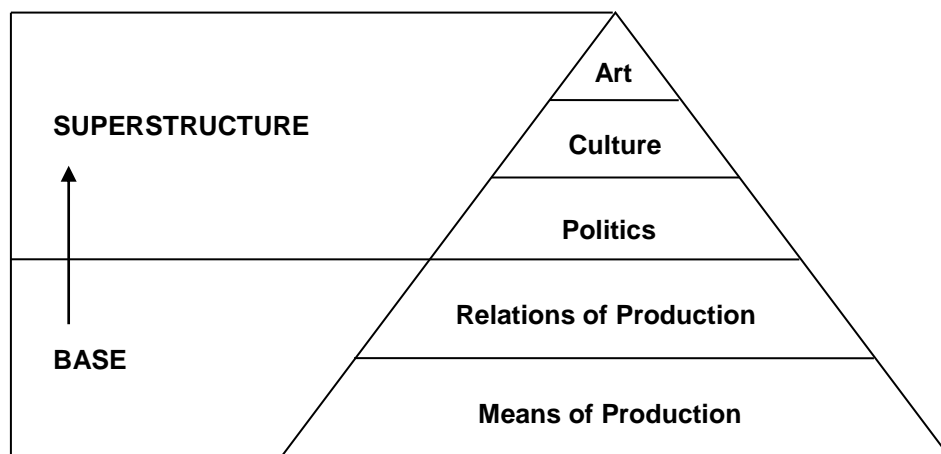 Art
SUPERSTRUCTURE
Culture
Politics
Relations of Production
BASE
Means of Production